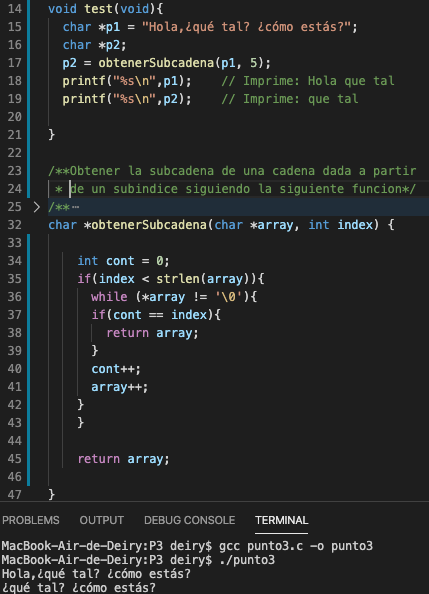 14 void test(void){
15 char *p1 = "Hola,¿qué tal? ¿cómo estás?";
16 char *p2;
17 p2 = obtenerSubcadena(p1, 5);
18 printf("%s\n",p1); // Imprime: Hola que tal
19 printf("%s\n",p2); // Imprime: que tal
20
21 }
22
23 /**Obtener la subcadena de una cadena dada a partir
24 * de un subindice siguiendo la siguiente funcion*/
25 > /** ⋯
32 char *obtenerSubcadena(char *array, int index) {
33
34 int cont = 0;
35 if(index < strlen(array)){
36 while (*array != '\0'){
37 if(cont == index){
38 return array;
39 }
40 cont++;
41 array++;
42 }
43 }
44
45 return array;
46
47 }
PROBLEMS OUTPUT DEBUG CONSOLE TERMINAL
MacBook-Air-de-Deiry:P3 deiry$ gcc punto3.c -o punto3
MacBook-Air-de-Deiry:P3 deiry$ ./punto3
Hola,¿qué tal? ¿cómo estás?
¿qué tal? ¿cómo estás?